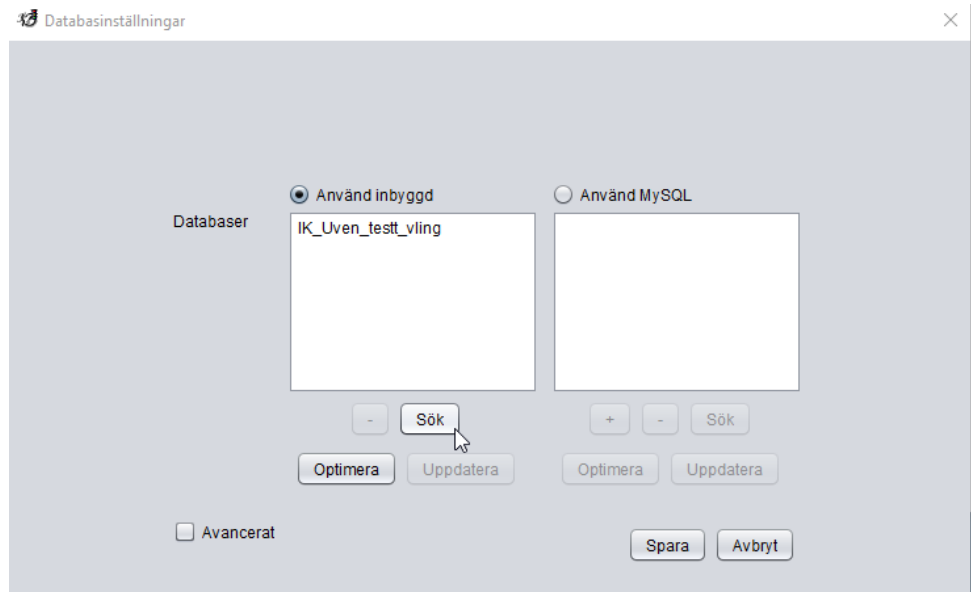 Databasinställningar
Använd inbyggd
Använd MySQL
Databaser
IK_Uven_testt_vling
-
Sök
+
-
Sök
Optimera
Uppdatera
Optimera
Uppdatera
Avancerat
Spara
Avbryt